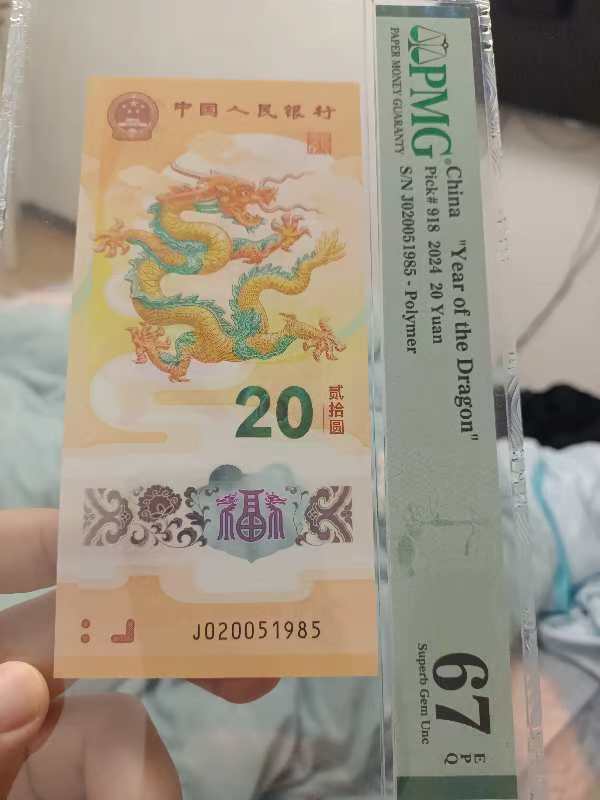 中国人民银行
20
贰拾圆
福
J020051985
PMG
PAPER MONEY GUARANTY
China "Year of the Dragon"
Pick# 918 2024 20 Yuan
S/N J020051985 - Polymer
67
EPQ
Superb Gem Unc